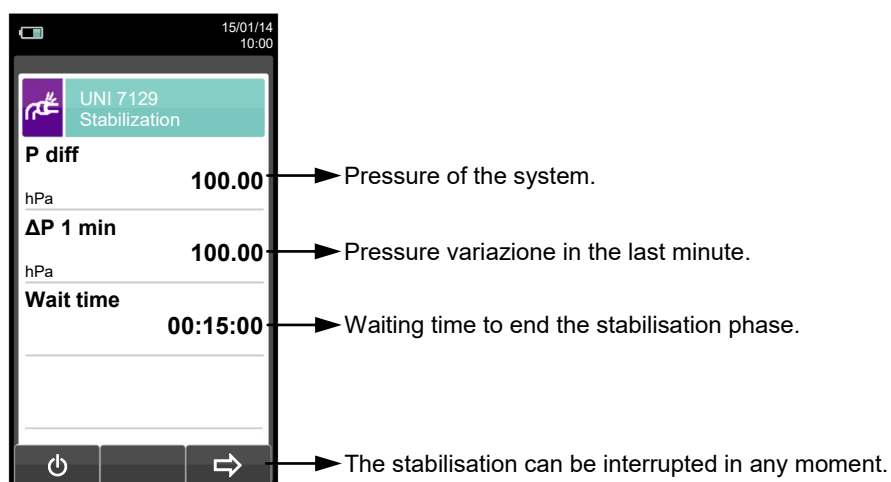 15/01/14
10:00
UNI 7129
Stabilization
P diff
100.00
hPa
Pressure of the system.
ΔP 1 min
100.00
hPa
Pressure variazione in the last minute.
Wait time
00:15:00
Waiting time to end the stabilisation phase.
The stabilisation can be interrupted in any moment.